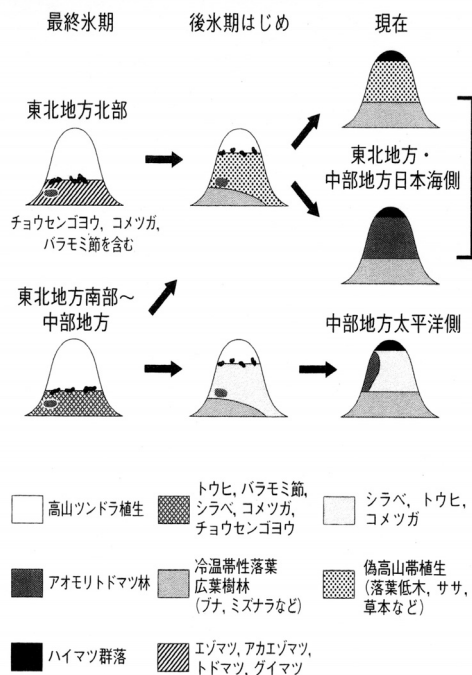 最終氷期
後氷期はじめ
現在
東北地方北部
チョウセンゴヨウ, コメツガ,
バラモミ節を含む
東北地方・
中部地方日本海側
東北地方南部〜
中部地方
中部地方太平洋側
高山ツンドラ植生
トウヒ, バラモミ節,
シラベ, コメツガ,
チョウセンゴヨウ
シラベ, トウヒ,
コメツガ
アオモリトドマツ林
冷温帯性落葉
広葉樹林
(ブナ, ミズナラなど)
偽高山帯植生
(落葉低木, ササ,
草本など)
ハイマツ群落
エゾマツ, アカエゾマツ,
トドマツ, グイマツ